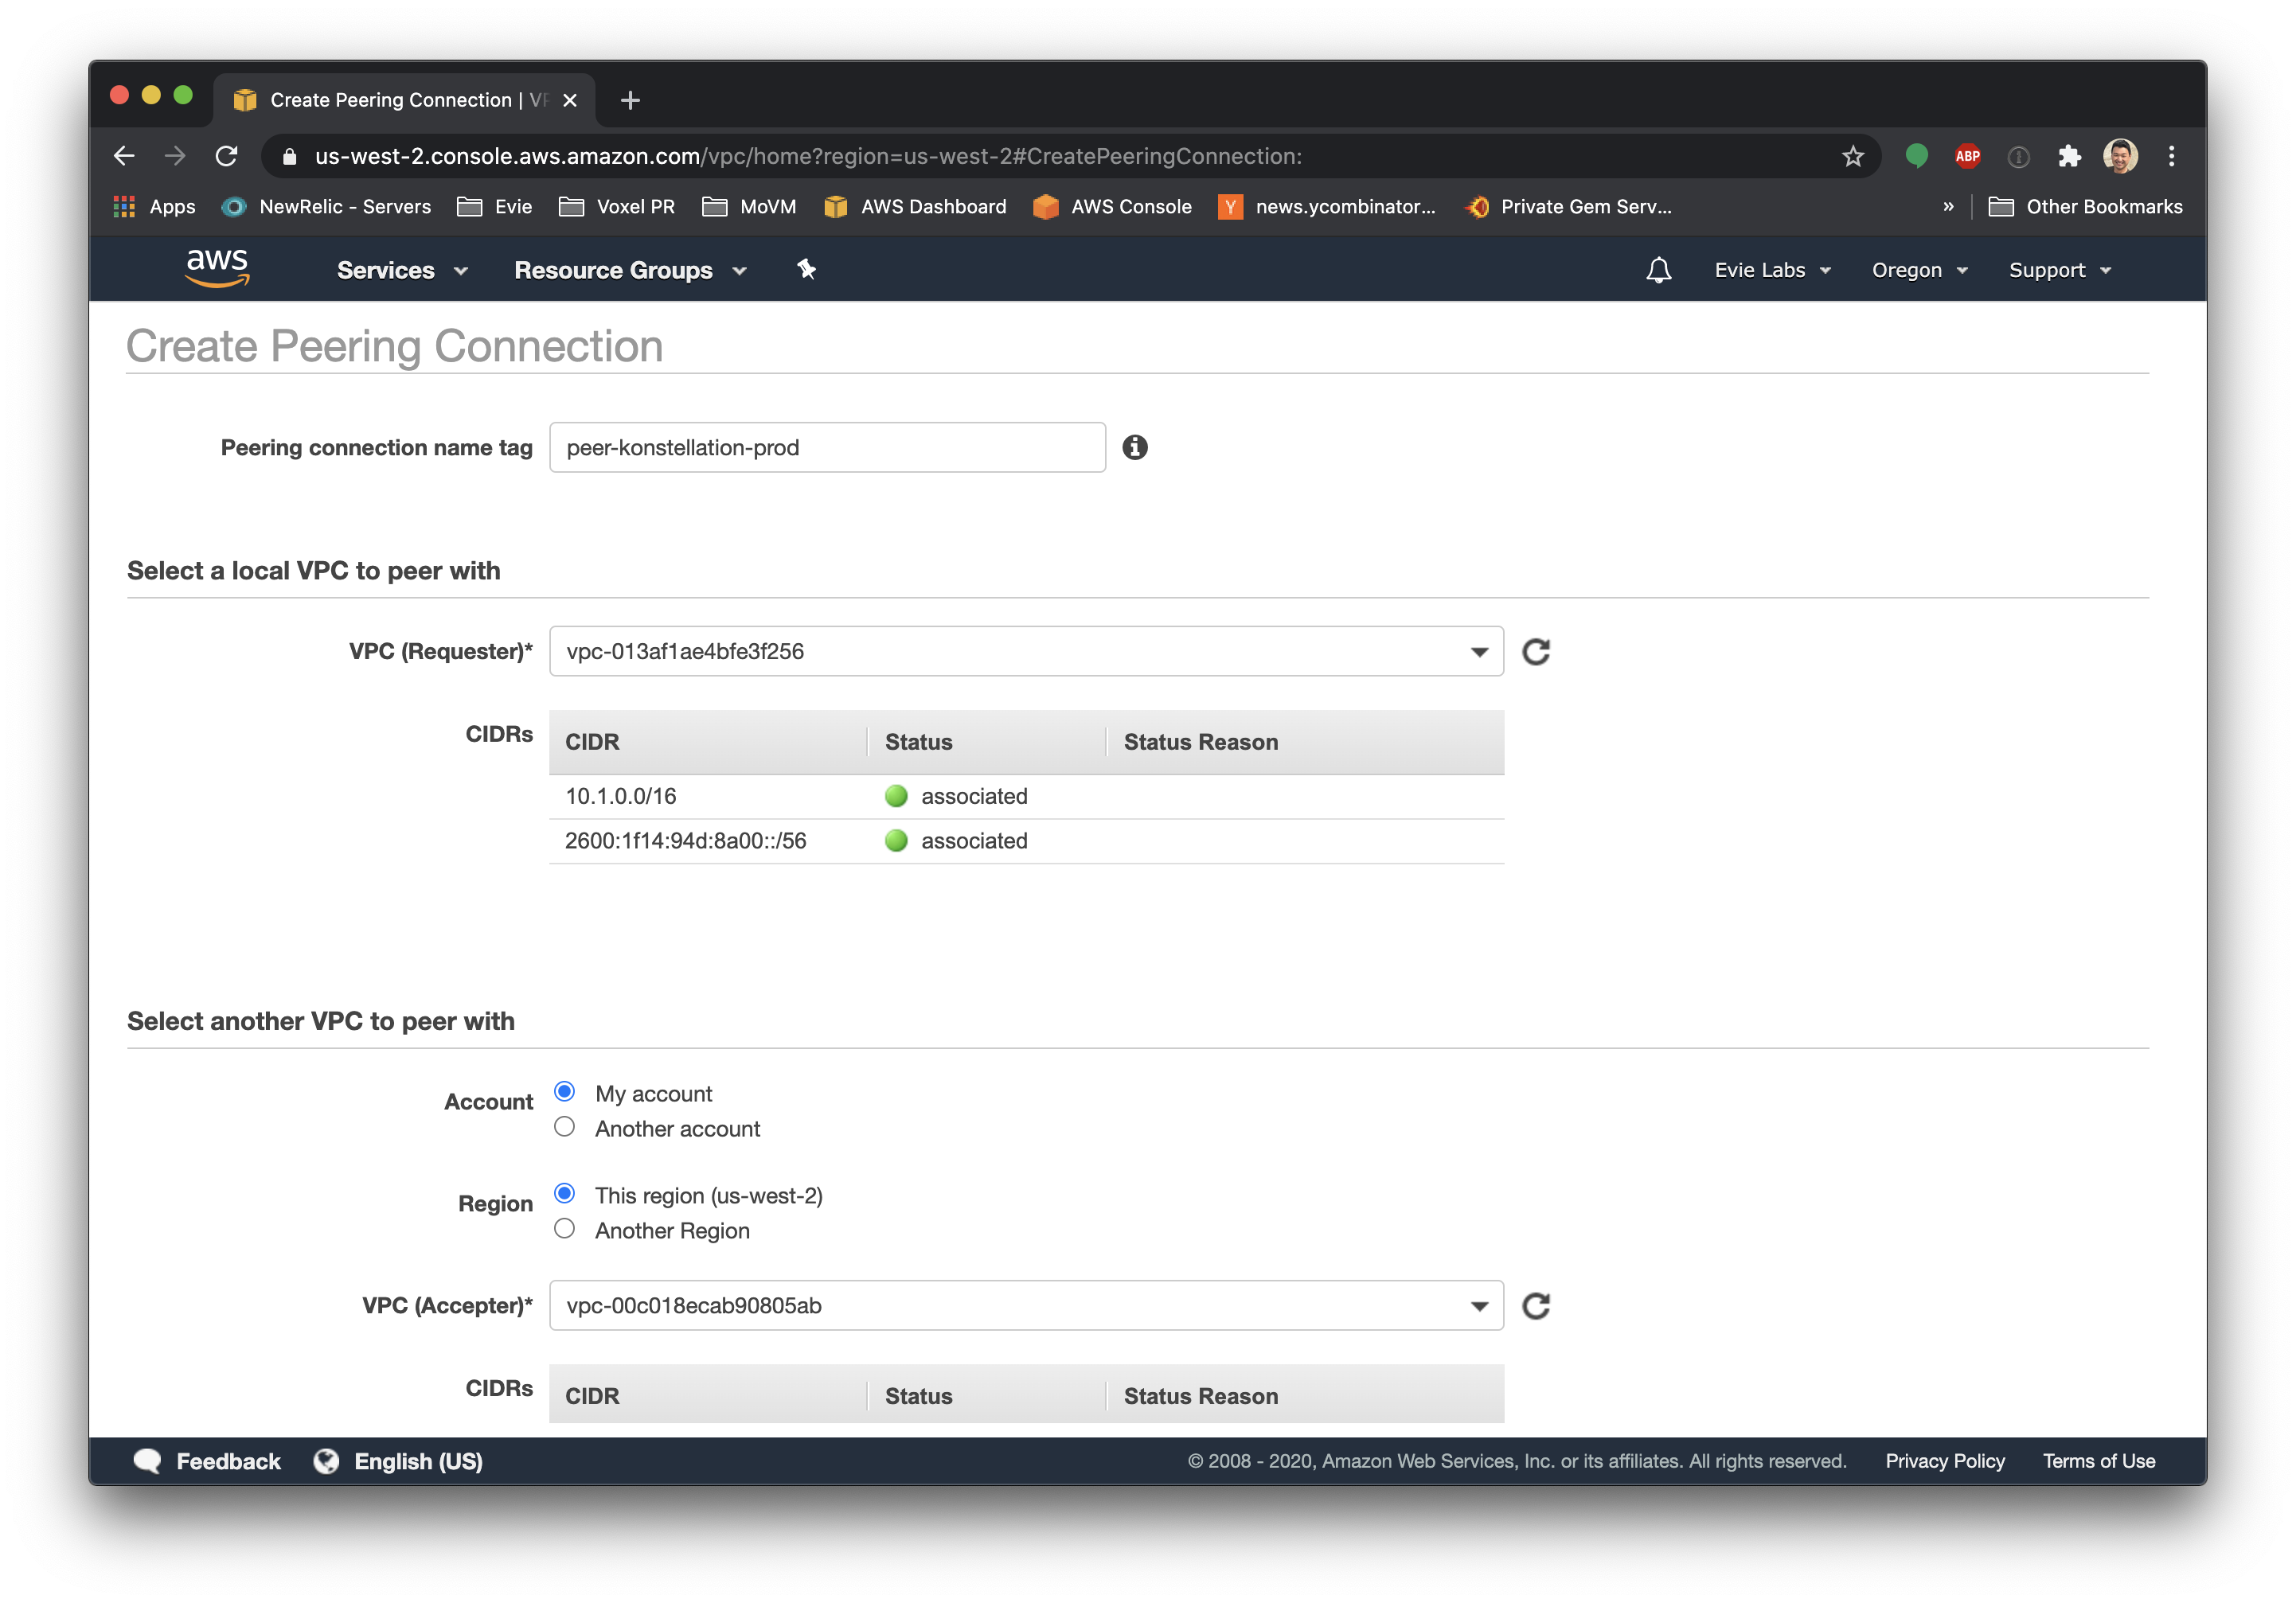 Create Peering Connection | VP
us-west-2.console.aws.amazon.com/vpc/home?region=us-west-2#CreatePeeringConnection:
ABP
Apps NewRelic - Servers Evie Voxel PR MoVM AWS Dashboard AWS Console Y news.ycombinator... Private Gem Serv... » Other Bookmarks
aws Services Resource Groups Evie Labs Oregon Support
Create Peering Connection
Peering connection name tag peer-konstellation-prod
Select a local VPC to peer with
VPC (Requester)* vpc-013af1ae4bfe3f256
CIDRs CIDR Status Status Reason
10.1.0.0/16 associated
2600:1f14:94d:8a00::/56 associated
Select another VPC to peer with
Account My account
Another account
Region This region (us-west-2)
Another Region
VPC (Accepter)* vpc-00c018ecab90805ab
CIDRs CIDR Status Status Reason
Feedback English (US) © 2008 - 2020, Amazon Web Services, Inc. or its affiliates. All rights reserved. Privacy Policy Terms of Use